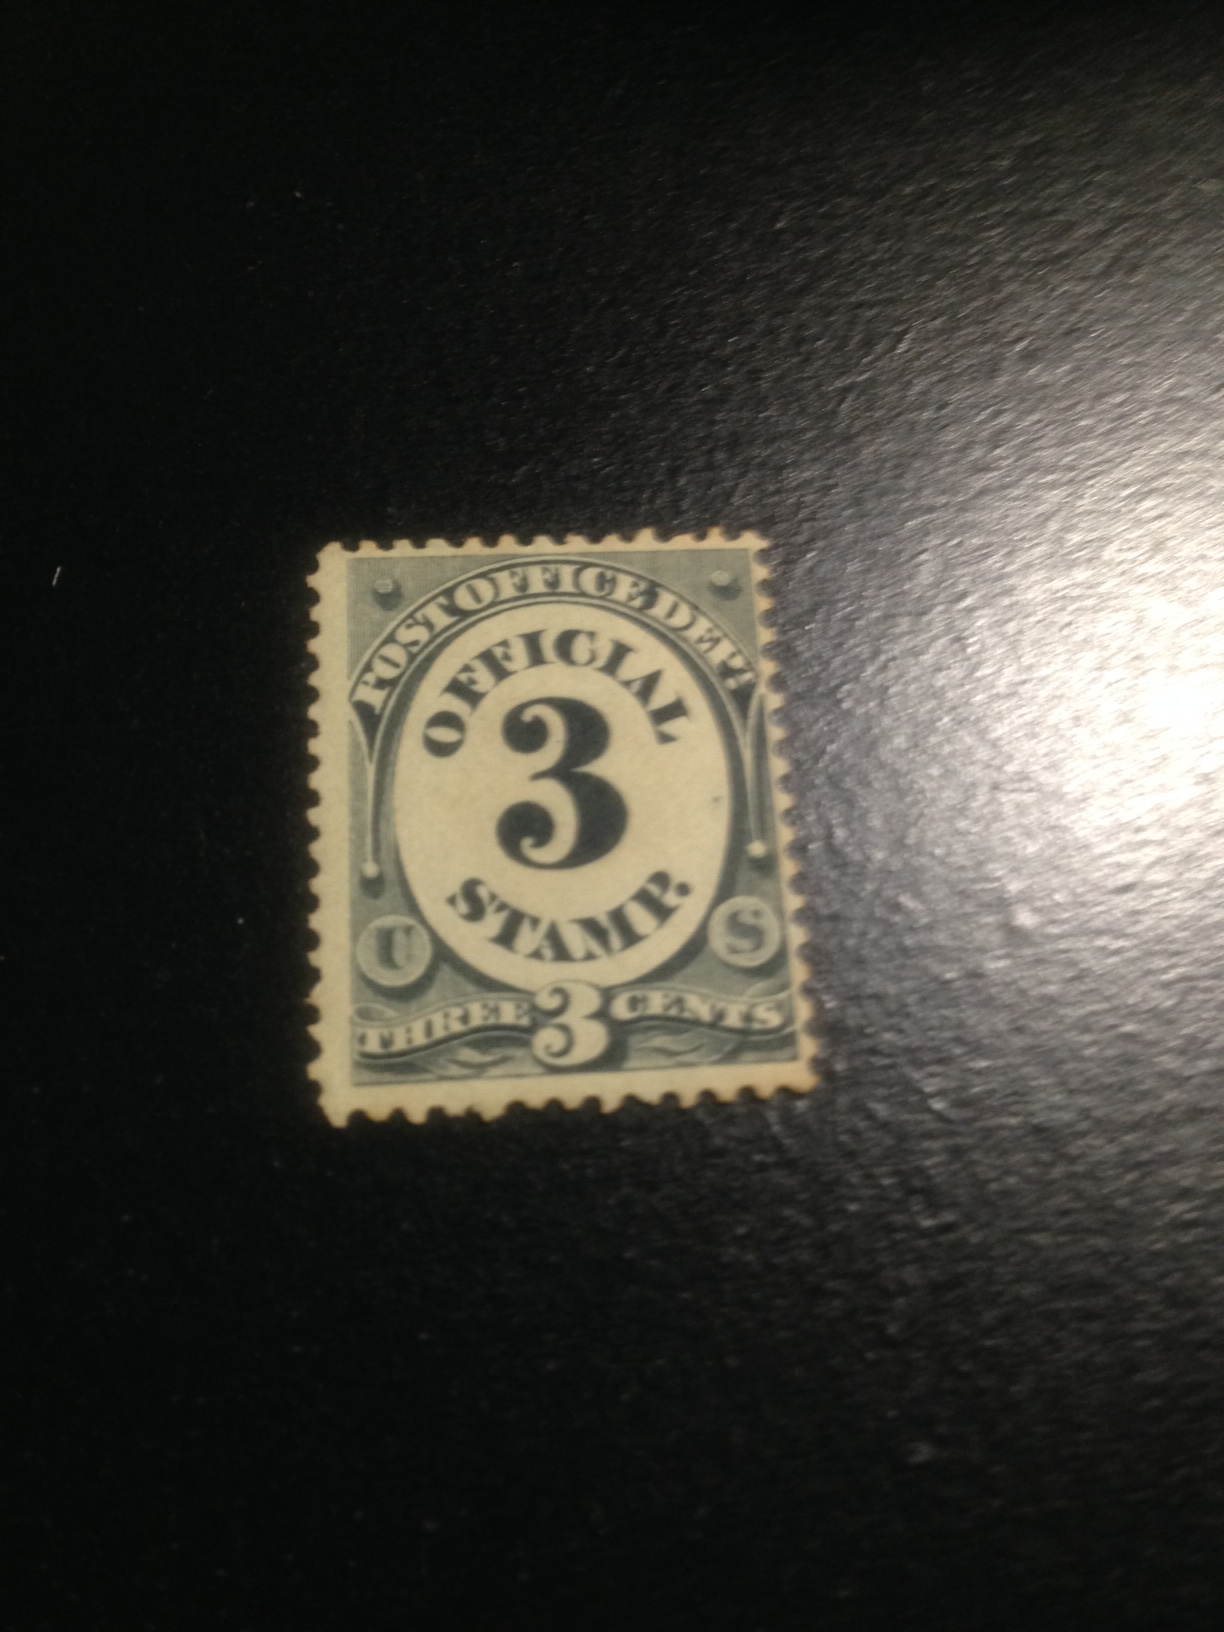 POST OFFICE DEPT.
OFFICIAL
3
STAMP.
U S
THREE 3 CENTS